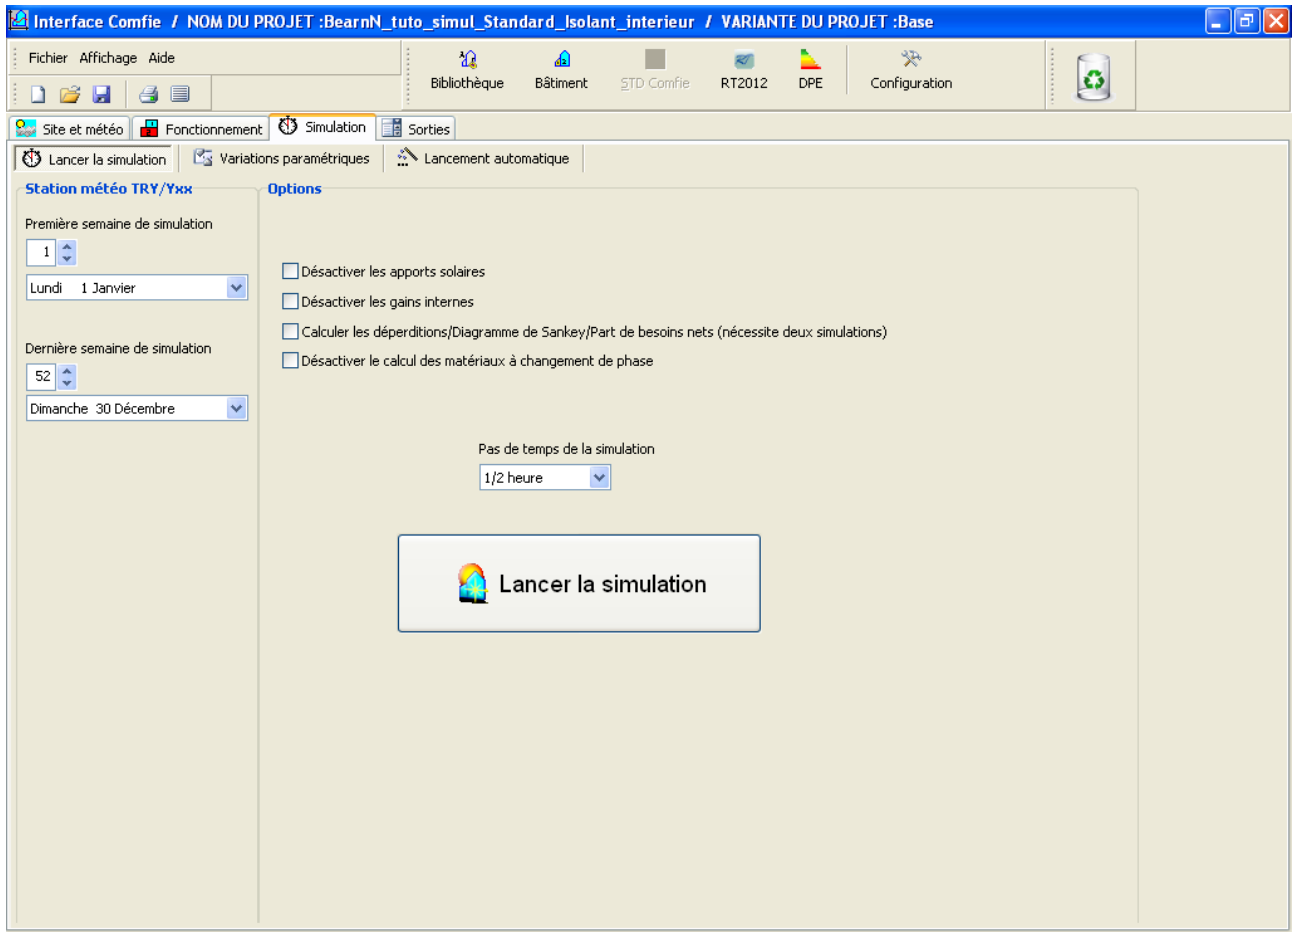 Interface Comfie / NOM DU PROJET :BearnN_tuto_simul_Standard_Isolant_interieur / VARIANTE DU PROJET :Base
Fichier Affichage Aide
Bibliothèque Bâtiment STD Comfie RT2012 DPE Configuration
Site et météo Fonctionnement Simulation Sorties
Lancer la simulation Variations paramétriques Lancement automatique
Station météo TRY/Yxx
Première semaine de simulation
1
Lundi 1 Janvier
Dernière semaine de simulation
52
Dimanche 30 Décembre
Options
Désactiver les apports solaires
Désactiver les gains internes
Calculer les déperditions/Diagramme de Sankey/Part de besoins nets (nécessite deux simulations)
Désactiver le calcul des matériaux à changement de phase
Pas de temps de la simulation
1/2 heure
Lancer la simulation